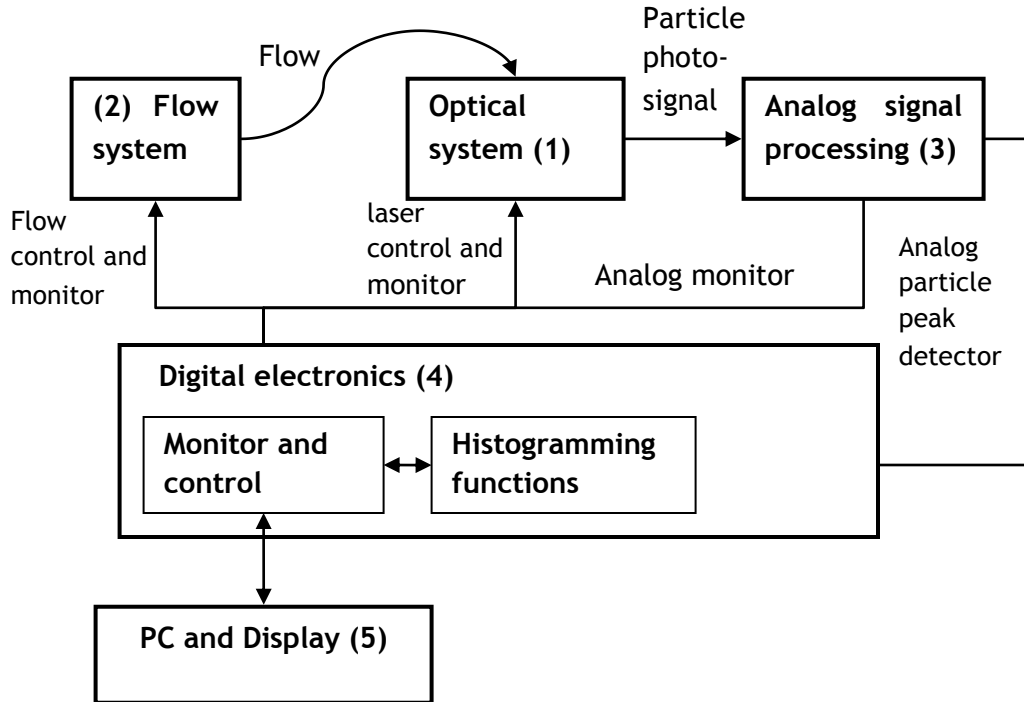 Flow
(2) Flow
system
Optical
system (1)
Particle
photo-
signal
Analog signal
processing (3)
Flow
control and
monitor
laser
control and
monitor
Analog monitor
Analog
particle
peak
detector
Digital electronics (4)
Monitor and
control
Histogramming
functions
PC and Display (5)